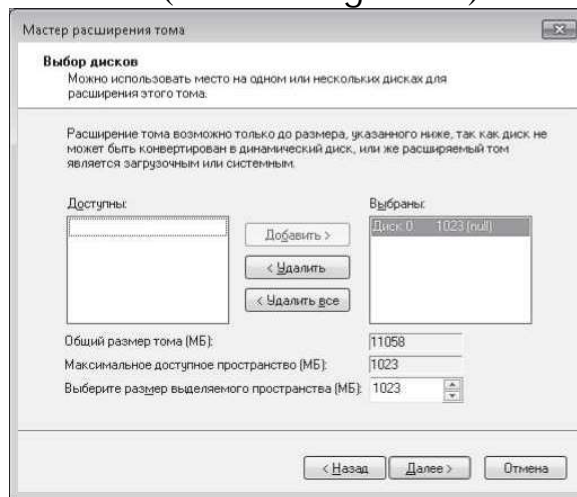 Мастер расширения тома
Выбор дисков
Можно использовать место на одном или нескольких дисках для
расширения этого тома.
Расширение тома возможно только до размера, указанного ниже, так как диск не
может быть конвертирован в динамический диск, или же расширяемый том
является загрузочным или системным.
Доступны:
Выбраны:
Диск 0 1023 (null)
Добавить >
< Удалить
< Удалить все
Общий размер тома (МБ): 11058
Максимальное доступное пространство (МБ): 1023
Выберите размер выделяемого пространства (МБ): 1023
< Назад
Далее >
Отмена